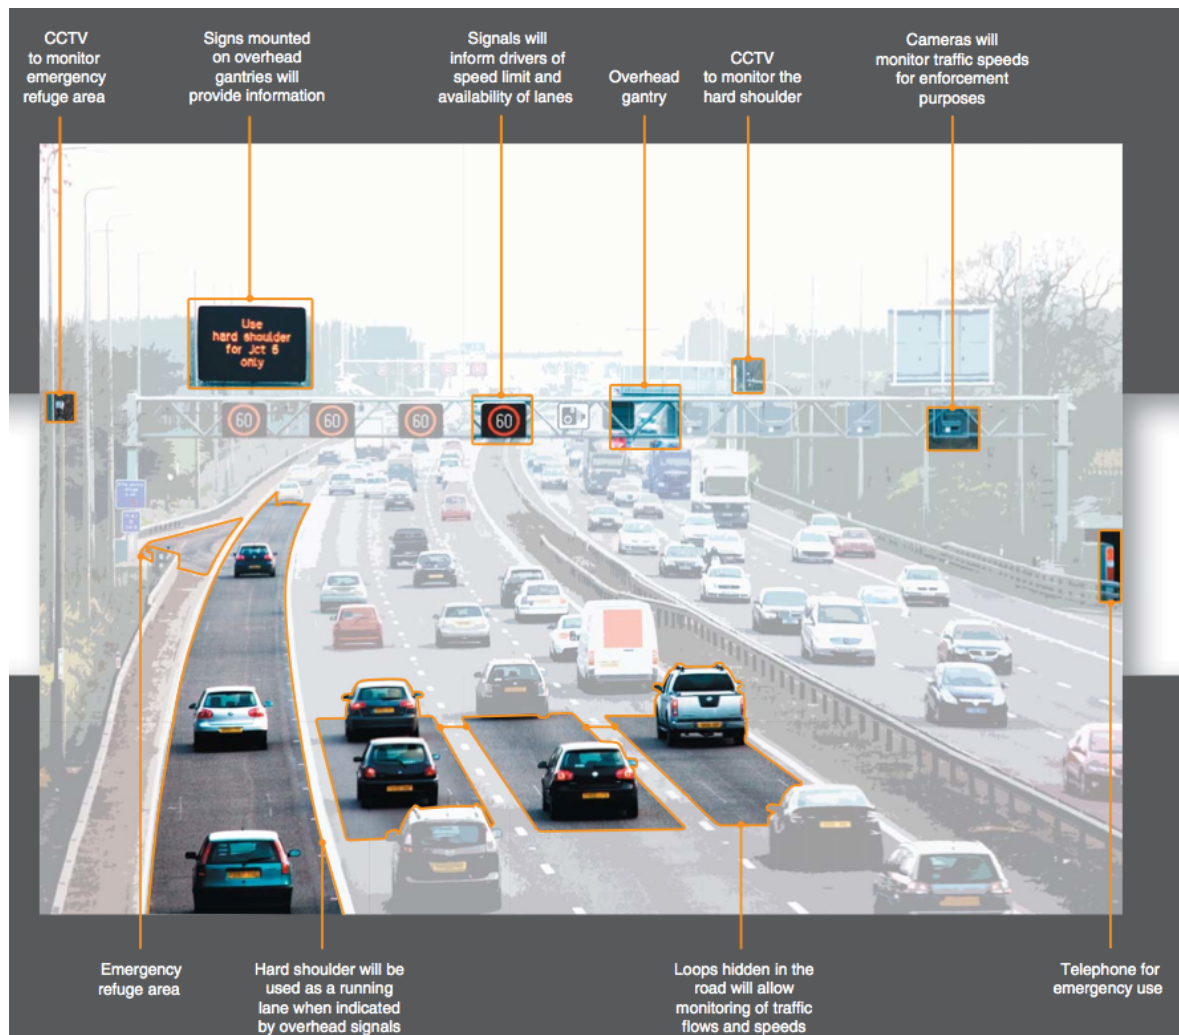 CCTV
to monitor
emergency
refuge area
Signs mounted
on overhead
gantries will
provide information
Signals will
inform drivers of
speed limit and
availability of lanes
Overhead
gantry
CCTV
to monitor the
hard shoulder
Cameras will
monitor traffic speeds
for enforcement
purposes
Use
hard shoulder
for Jct 6
only
60
60
60
60
Emergency
refuge area
Hard shoulder will be
used as a running
lane when indicated
by overhead signals
Loops hidden in the
road will allow
monitoring of traffic
flows and speeds
Telephone for
emergency use